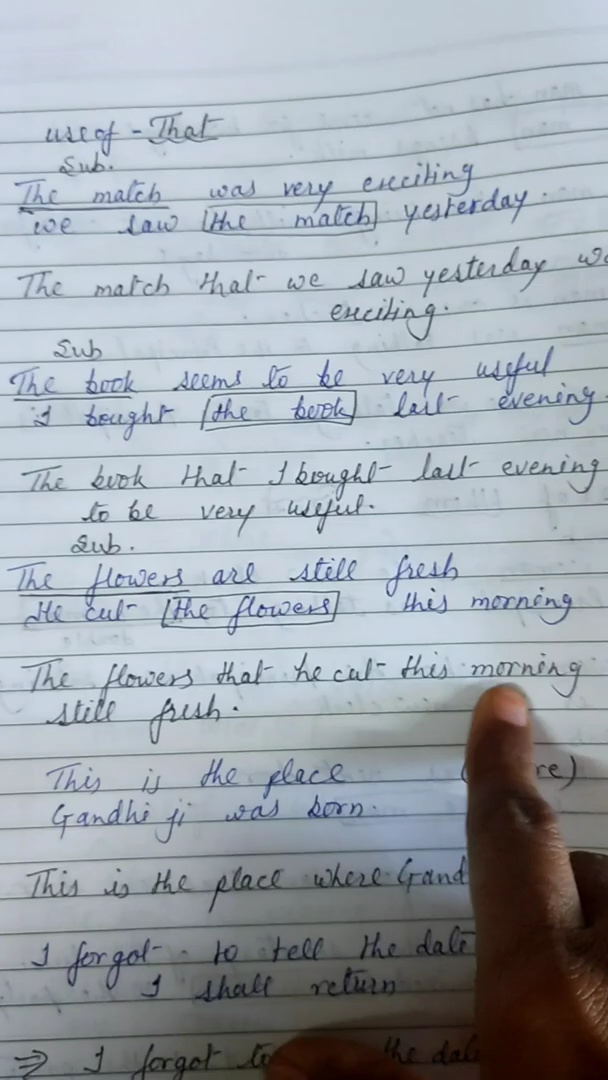 use of - That
Sub.
The match was very exciting
we saw the match yesterday.
The match that we saw yesterday
exciting.
Sub
The book seems to be very useful
I bought the book last evening.
The book that I bought last evening
to be very useful.
Sub.
The flowers are still fresh
He cut the flowers this morning
The flowers that he cut this morning
still fresh.
This is the place
Gandhi ji was born.
This is the place where
I forgot to tell the date
I shall return
⇒ I forgot the